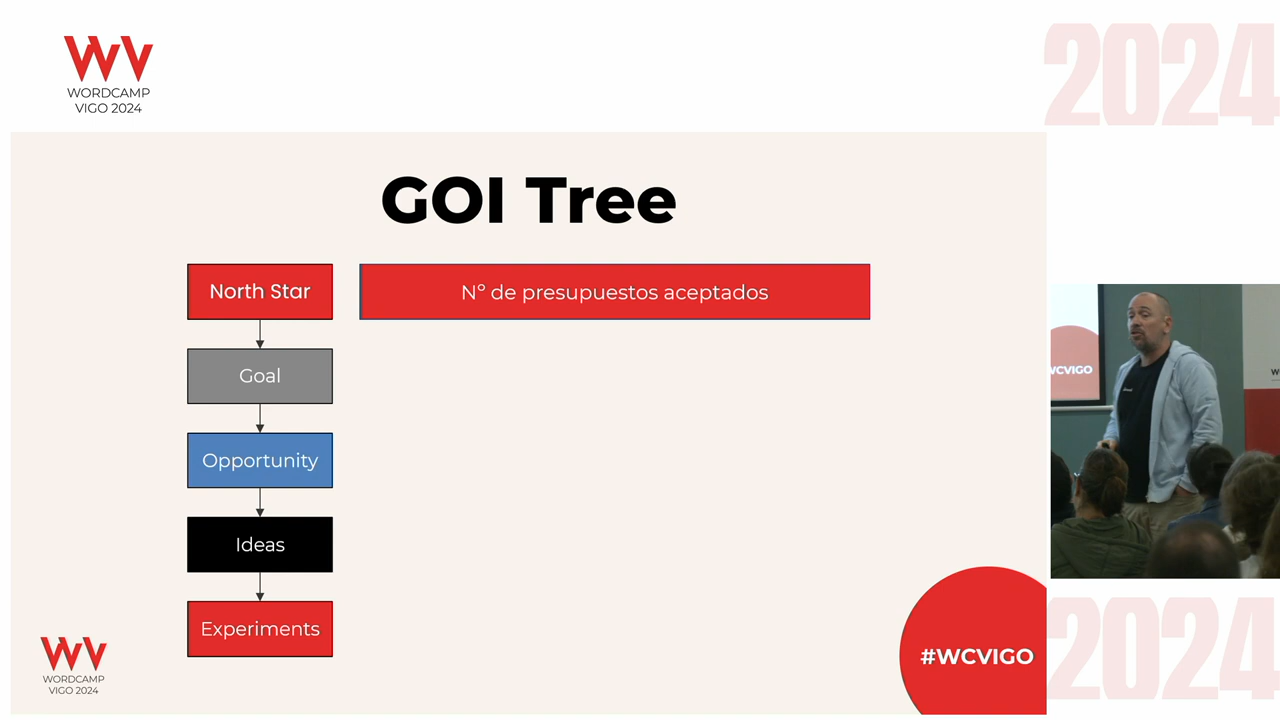 WORDCAMP
VIGO 2024
2024
GOI Tree
North Star
Nº de presupuestos aceptados
Goal
Opportunity
Ideas
Experiments
WORDCAMP
VIGO 2024
#WCVIGO
WCVIGO
2024